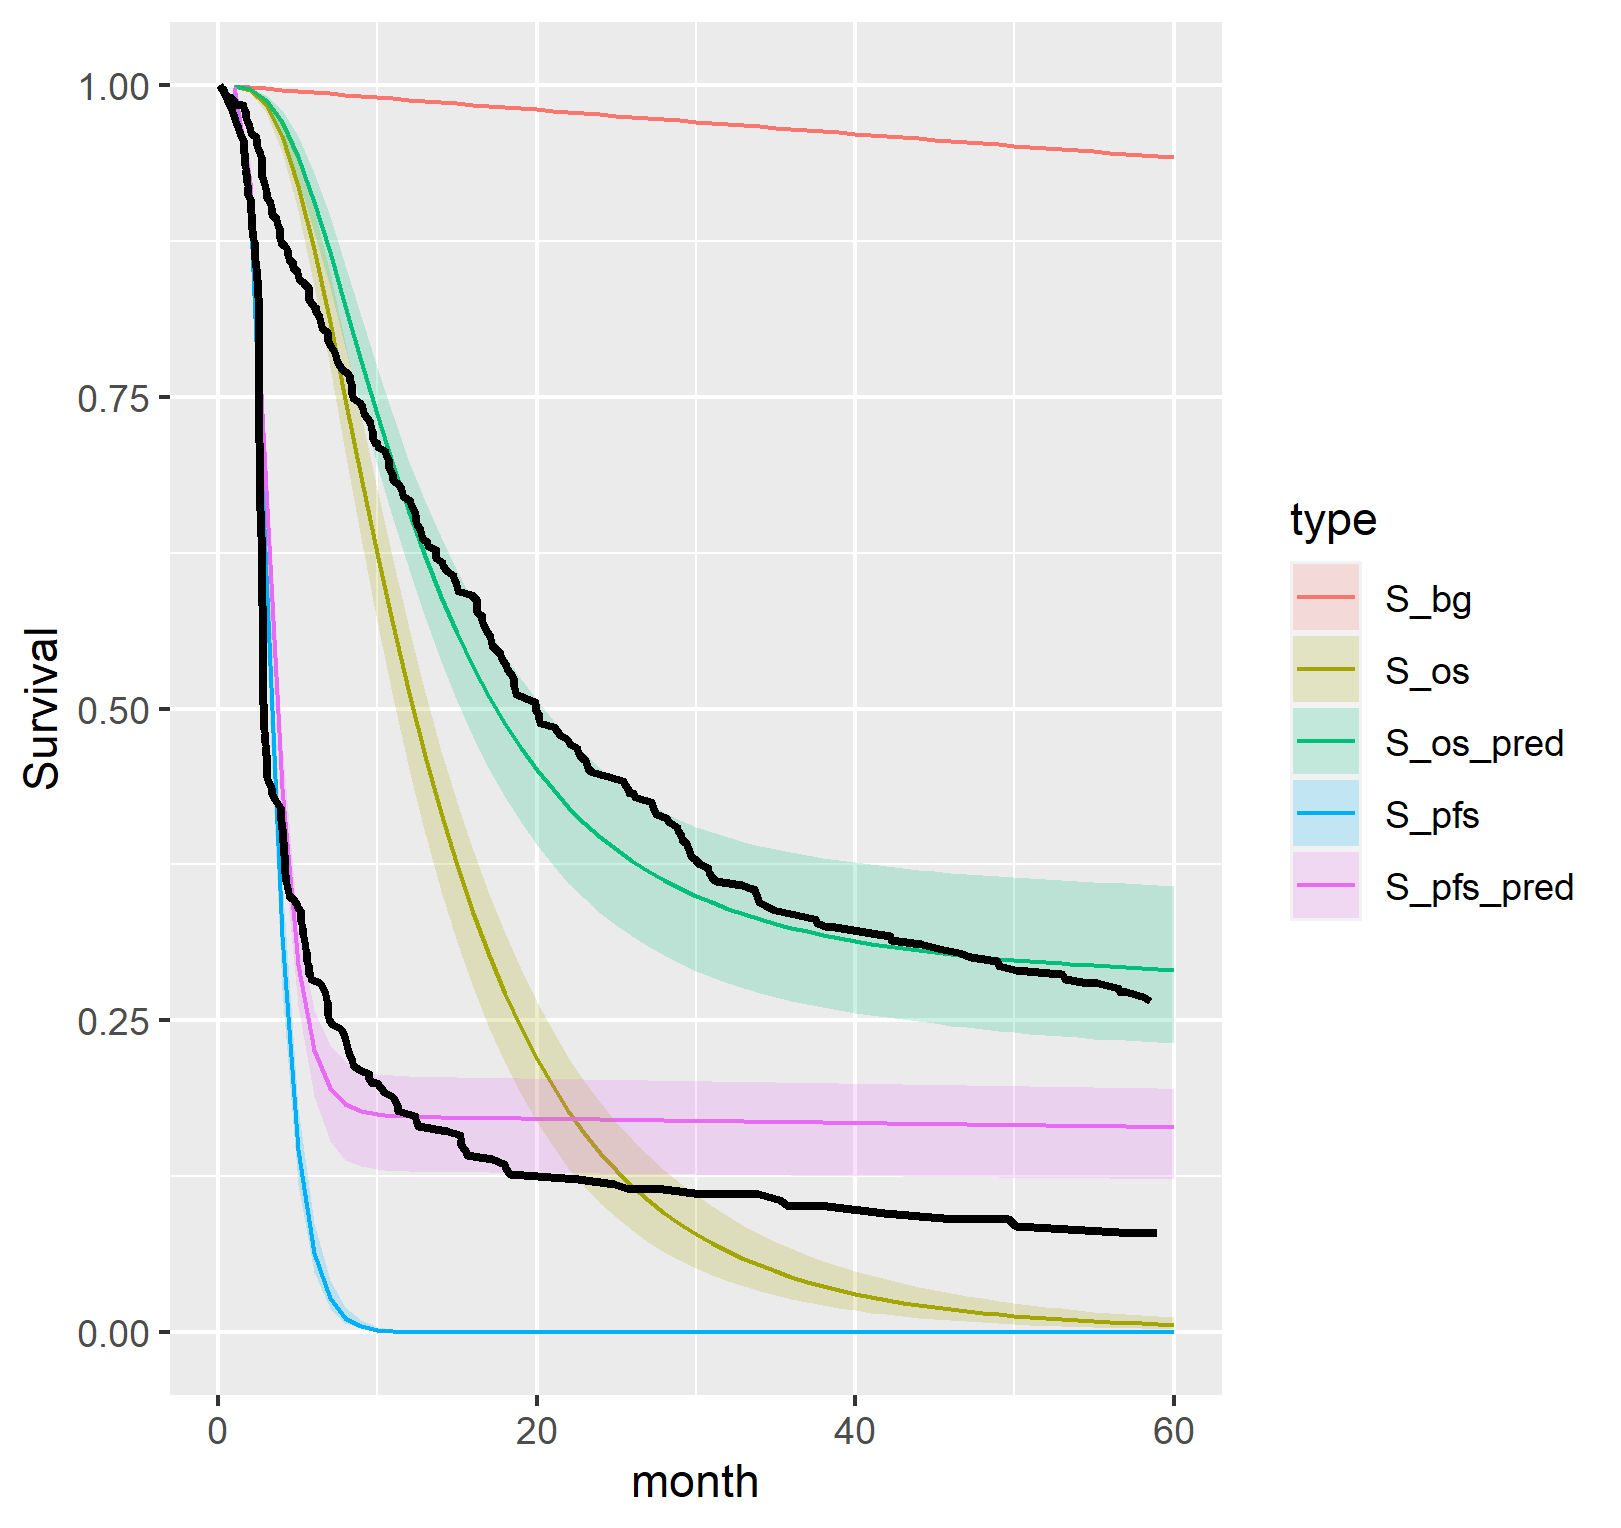 1.00
0.75
0.50
0.25
0.00
Survival
0
20
40
60
month
type
S_bg
S_os
S_os_pred
S_pfs
S_pfs_pred